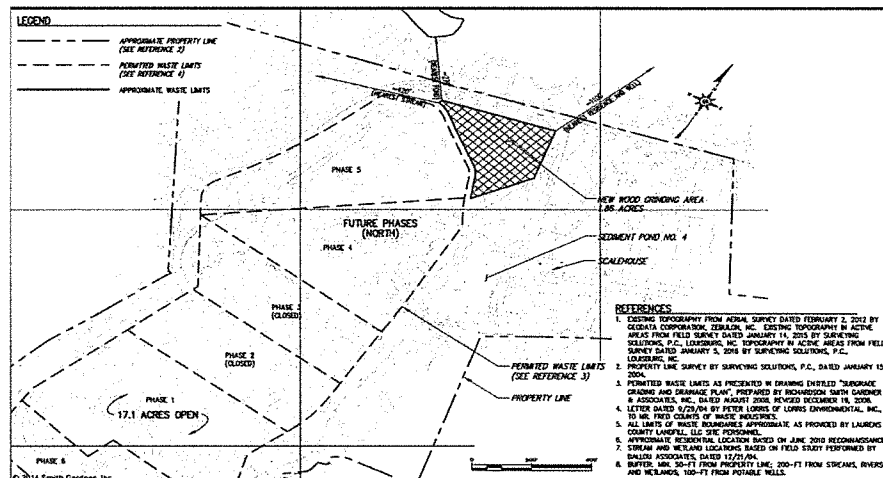 LEGEND
APPROXIMATE PROPERTY LINE
(SEE REFERENCE 2)
PERMITTED WASTE LIMITS
(SEE REFERENCE 4)
APPROXIMATE WASTE LIMITS
PHASE 5
FUTURE PHASES
(NORTH)
PHASE 4
PHASE 3
(CLOSED)
PHASE 2
(CLOSED)
PHASE 1
17.1 ACRES OPEN
PHASE 6
NEW WOOD GRINDING AREA
1.86 ACRES
SEDIMENT POND NO. 4
SCALEHOUSE
PERMITTED WASTE LIMITS
(SEE REFERENCE 3)
PROPERTY LINE
REFERENCES
1. EXISTING TOPOGRAPHY FROM AERIAL SURVEY DATED FEBRUARY 2, 2012 BY
GEODATA CORPORATION, ZEBULON, NC. EXISTING TOPOGRAPHY IN ACTIVE
AREAS FROM FIELD SURVEY DATED JANUARY 14, 2015 BY SURVEYING
SOLUTIONS, P.C., LOUISBURG, NC. TOPOGRAPHY IN ACTIVE AREAS FROM FIELD
SURVEY DATED JANUARY 5, 2016 BY SURVEYING SOLUTIONS, P.C.,
LOUISBURG, NC.
2. PROPERTY LINE SURVEY BY SURVEYING SOLUTIONS, P.C., DATED JANUARY 15,
2004.
3. PERMITTED WASTE LIMITS AS PRESENTED IN DRAWING ENTITLED "SUBGRADE
GRADING AND DRAINAGE PLAN", PREPARED BY RICHARDSON SMITH GARDNER
& ASSOCIATES, INC., DATED AUGUST 2008, REVISED DECEMBER 19, 2008.
4. LETTER DATED 9/29/04 BY PETER LORRIS OF LORRIS ENVIRONMENTAL, INC.,
TO MR. FRED COUNTS OF WASTE INDUSTRIES.
5. ALL LIMITS OF WASTE BOUNDARIES APPROXIMATE AS PROVIDED BY LAURENS
COUNTY LANDFILL, LLC SITE PERSONNEL.
6. APPROXIMATE RESIDENTIAL LOCATION BASED ON JUNE 2010 RECONNAISSANCE.
7. STREAM AND WETLAND LOCATIONS BASED ON FIELD STUDY PERFORMED BY
BALLOU ASSOCIATES, DATED 12/21/04.
8. BUFFER: MIN. 50-FT FROM PROPERTY LINE; 200-FT FROM STREAMS, RIVERS
AND WETLANDS, 100-FT FROM POTABLE WELLS.
(NEAREST STREAM)
(NEAREST RESIDENCE AND WELL)
© 2014 Smith Gardner, Inc.